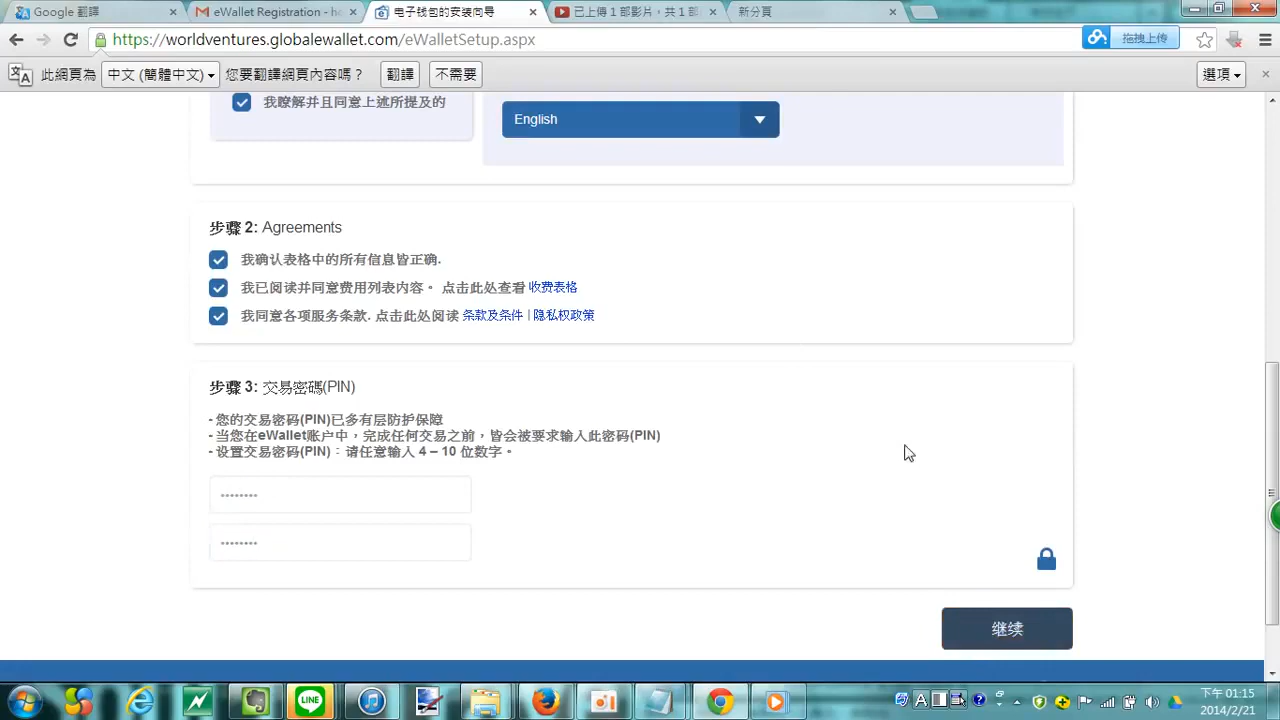 Google 翻譯
eWallet Registration - ho
电子钱包的安装向导
已上傳 1 部影片，共 1 部
新分頁
https://worldventures.globalewallet.com/eWalletSetup.aspx
拖拽上传
此網頁為 中文 (簡體中文) 您要翻譯網頁內容嗎？ 翻譯 不需要 選項
我瞭解并且同意上述所提及的
English
步骤 2: Agreements
我确认表格中的所有信息皆正确.
我已阅读并同意费用列表内容。 点击此处查看 收费表格
我同意各项服务条款. 点击此处阅读 条款及条件 | 隐私权政策
步骤 3: 交易密碼(PIN)
- 您的交易密码(PIN)已多有层防护保障
- 当您在eWallet账户中，完成任何交易之前，皆会被要求输入此密码(PIN)
- 设置交易密码(PIN)：请任意输入 4 – 10 位数字。
继续
LINE
A
下午 01:15
2014/2/21